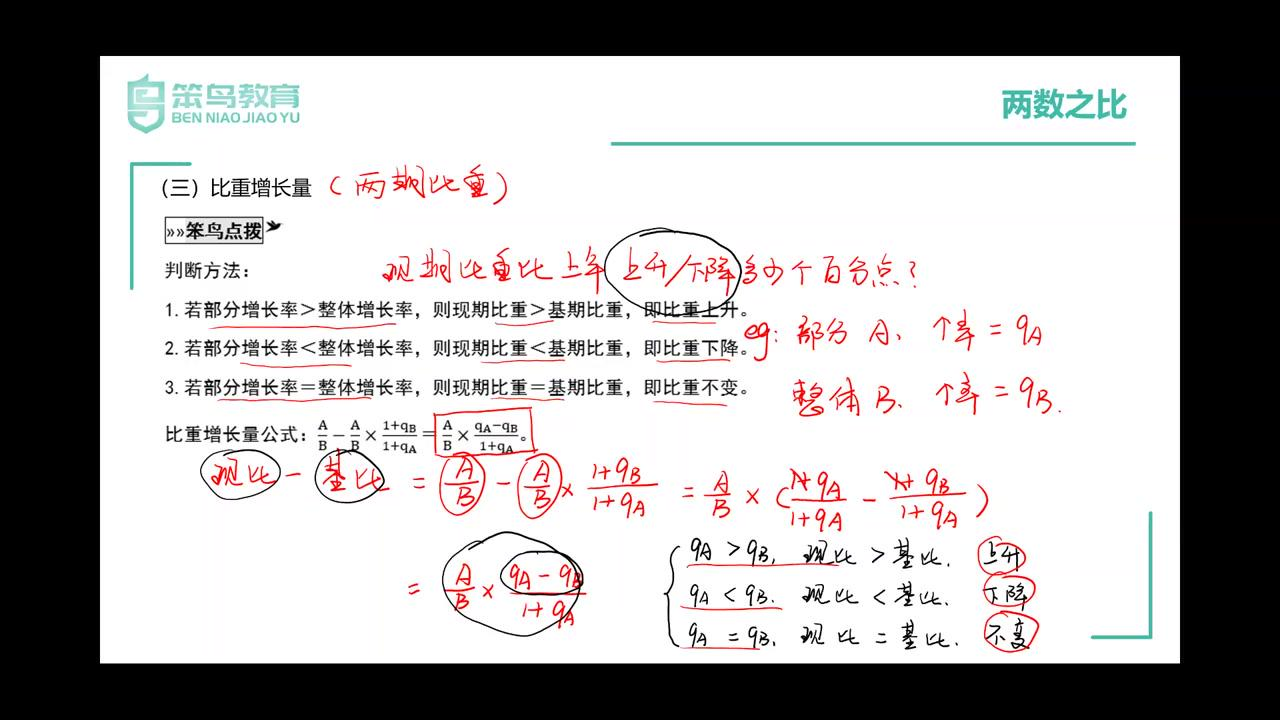 笨鸟教育
BEN NIAO JIAO YU
两数之比
(三) 比重增长量 (两期比重)
»»笨鸟点拨
判断方法:
现期比重比上年上升/下降多少个百分点?
1. 若部分增长率>整体增长率，则现期比重>基期比重，即比重上升。
eg: 部分 A、个率 = qA
2. 若部分增长率<整体增长率，则现期比重<基期比重，即比重下降。
整体 B、个率 = qB.
3. 若部分增长率=整体增长率，则现期比重=基期比重，即比重不变。
比重增长量公式: A/B − A/B × (1+qB)/(1+qA) = A/B × (qA−qB)/(1+qA)。
现比 − 基比 = A/B − A/B × (1+qB)/(1+qA) = A/B × ((1+qA)/(1+qA) − (1+qB)/(1+qA))
= A/B × (qA − qB)/(1+qA)
qA > qB, 现比 > 基比. 上升
qA < qB. 现比 < 基比. 下降
qA = qB, 现比 = 基比. 不变